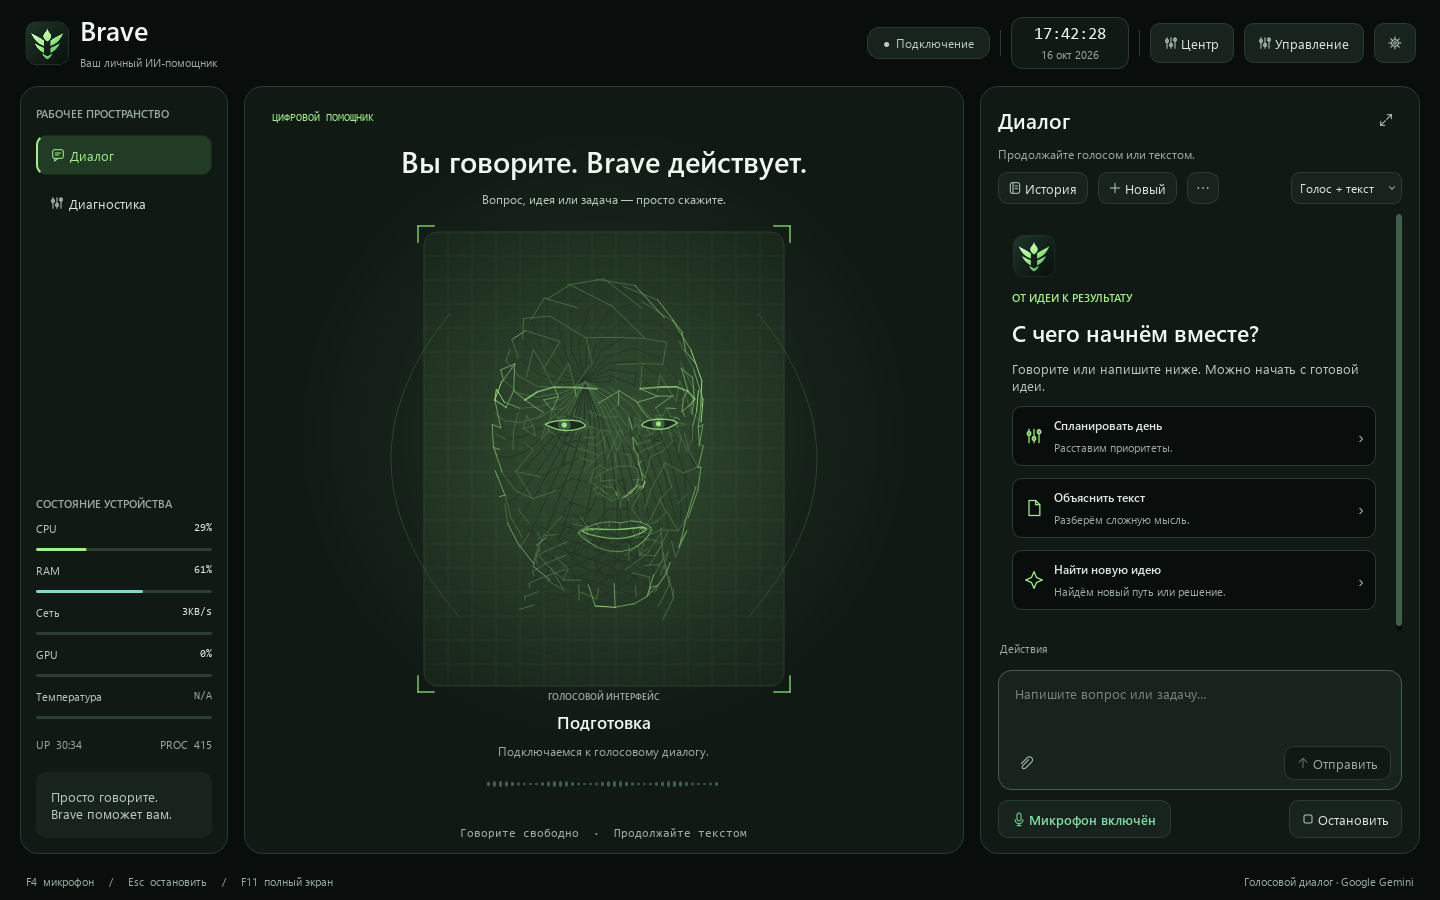 Brave
Ваш личный ИИ-помощник
● Подключение
17:42:28
16 окт 2026
Центр
Управление
РАБОЧЕЕ ПРОСТРАНСТВО
Диалог
Диагностика
СОСТОЯНИЕ УСТРОЙСТВА
CPU 29%
RAM 61%
Сеть 3KB/s
GPU 0%
Температура N/A
UP 30:34 PROC 415
Просто говорите.
Brave поможет вам.
ЦИФРОВОЙ ПОМОЩНИК
Вы говорите. Brave действует.
Вопрос, идея или задача — просто скажите.
ГОЛОСОВОЙ ИНТЕРФЕЙС
Подготовка
Подключаемся к голосовому диалогу.
Говорите свободно · Продолжайте текстом
Диалог
Продолжайте голосом или текстом.
История
Новый
···
Голос + текст
ОТ ИДЕИ К РЕЗУЛЬТАТУ
С чего начнём вместе?
Говорите или напишите ниже. Можно начать с готовой
идеи.
Спланировать день
Расставим приоритеты.
Объяснить текст
Разберём сложную мысль.
Найти новую идею
Найдём новый путь или решение.
Действия
Напишите вопрос или задачу...
Отправить
Микрофон включён
Остановить
F4 микрофон / Esc остановить / F11 полный экран
Голосовой диалог · Google Gemini